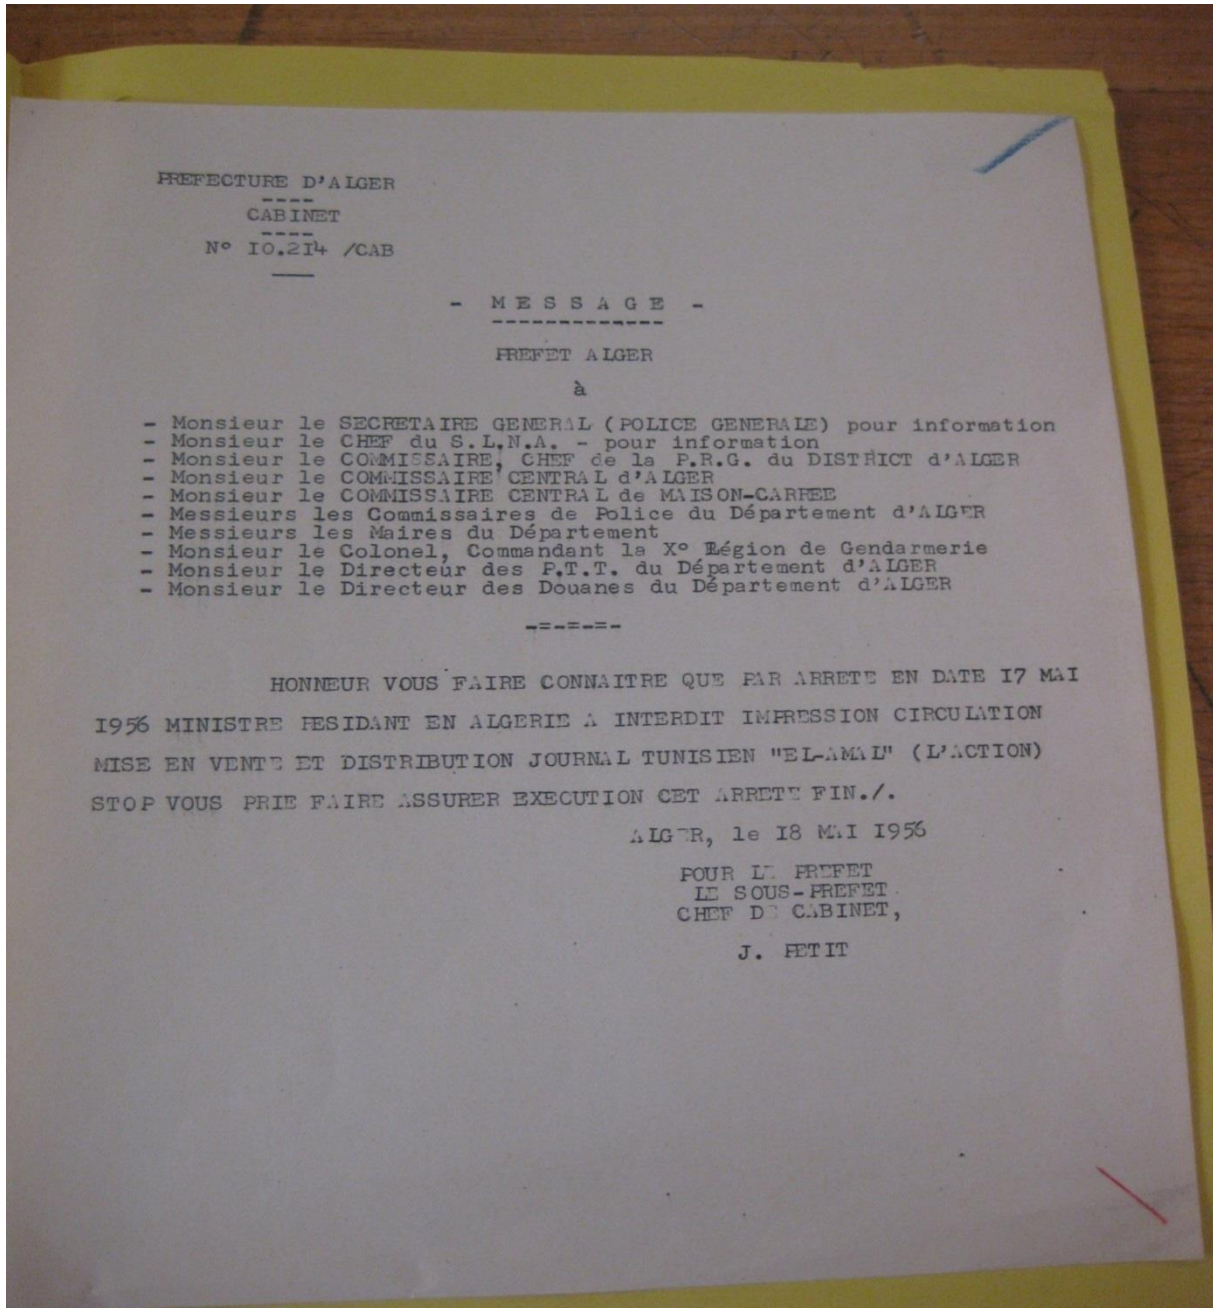 PREFECTURE D'ALGER
----
CABINET
----
N° IO.2I4 /CAB
- M E S S A G E -
-------------
PREFET ALGER
à
- Monsieur le SECRETAIRE GENERAL (POLICE GENERALE) pour information
- Monsieur le CHEF du S.L.N.A. - pour information
- Monsieur le COMMISSAIRE, CHEF de la P.R.G. du DISTRICT d'ALGER
- Monsieur le COMMISSAIRE CENTRAL d'ALGER
- Monsieur le COMMISSAIRE CENTRAL de MAISON-CARREE
- Messieurs les Commissaires de Police du Département d'ALGER
- Messieurs les Maires du Département
- Monsieur le Colonel, Commandant la X° Région de Gendarmerie
- Monsieur le Directeur des P.T.T. du Département d'ALGER
- Monsieur le Directeur des Douanes du Département d'ALGER
-=-=-=-
HONNEUR VOUS FAIRE CONNAITRE QUE PAR ARRETE EN DATE I7 MAI
I956 MINISTRE RESIDANT EN ALGERIE A INTERDIT IMPRESSION CIRCULATION
MISE EN VENTE ET DISTRIBUTION JOURNAL TUNISIEN "EL-AMAL" (L'ACTION)
STOP VOUS PRIE FAIRE ASSURER EXECUTION CET ARRETE FIN./.
ALGER, le I8 MAI I956
POUR LE PREFET
LE SOUS-PREFET
CHEF DE CABINET,
J. PETIT